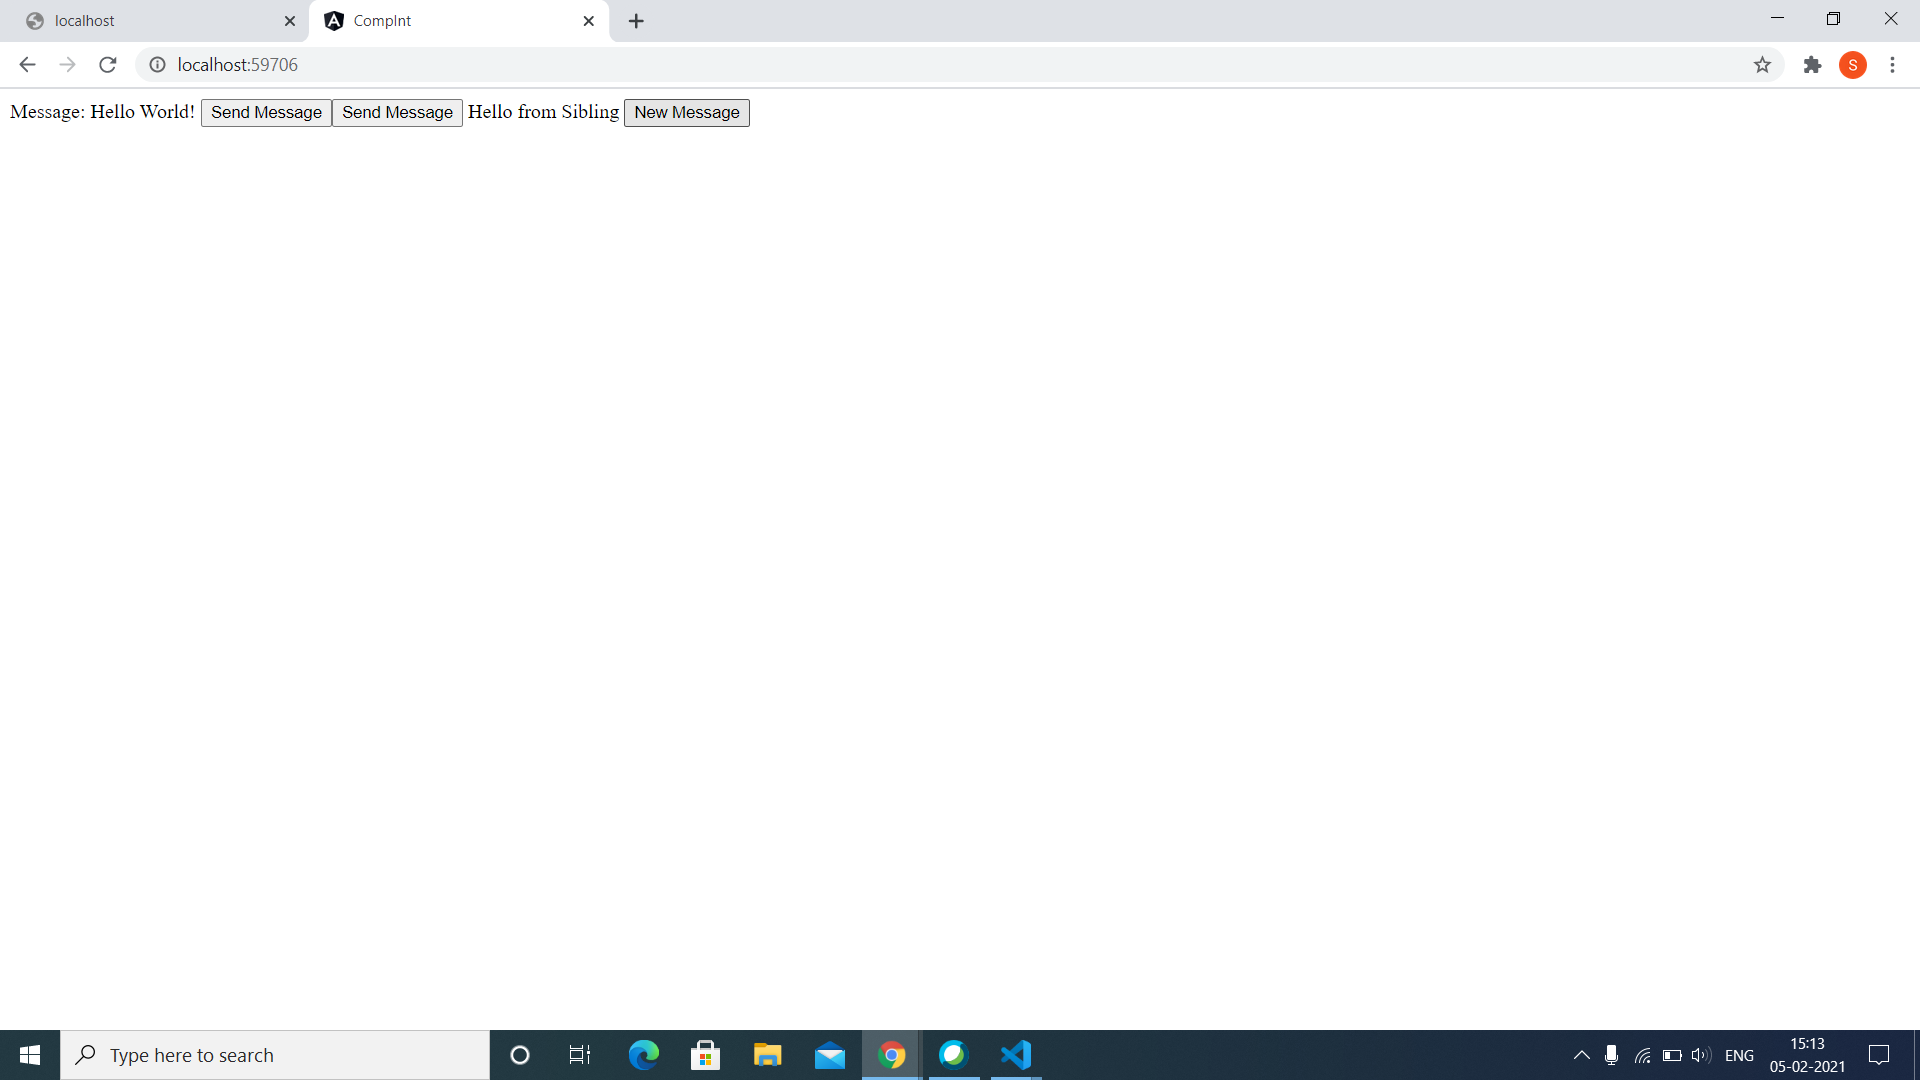 localhost
CompInt
localhost:59706
S
Message: Hello World! Send Message Send Message Hello from Sibling New Message
Type here to search
ENG
15:13
05-02-2021